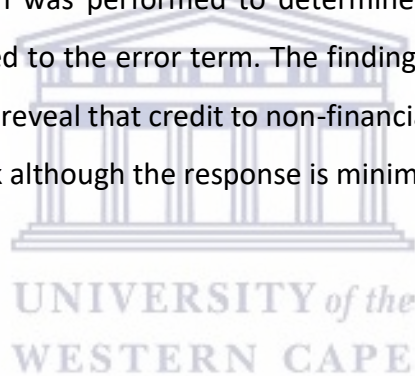 was performed to determine
ed to the error term. The finding
reveal that credit to non-financia
although the response is minim
UNIVERSITY of the
WESTERN CAPE